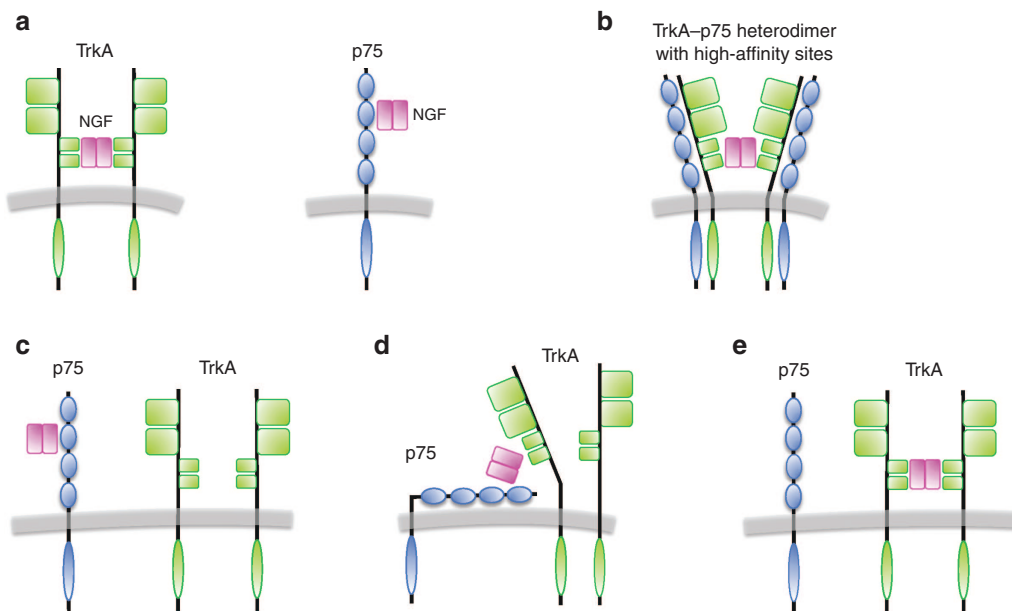 a
TrkA
NGF
p75
NGF
b
TrkA–p75 heterodimer
with high-affinity sites
c
p75
TrkA
d
p75
TrkA
e
p75
TrkA